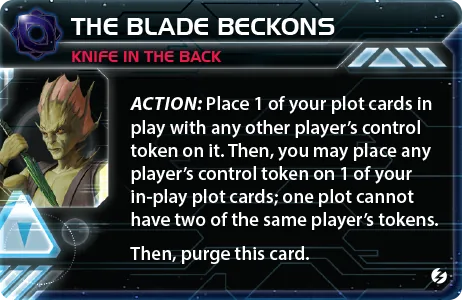 THE BLADE BECKONS
KNIFE IN THE BACK
ACTION: Place 1 of your plot cards in
play with any other player's control
token on it. Then, you may place any
player's control token on 1 of your
in-play plot cards; one plot cannot
have two of the same player's tokens.
Then, purge this card.